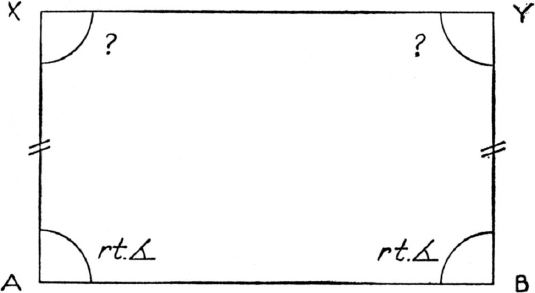 X Y
? ?
rt.∡ rt.∡
A B